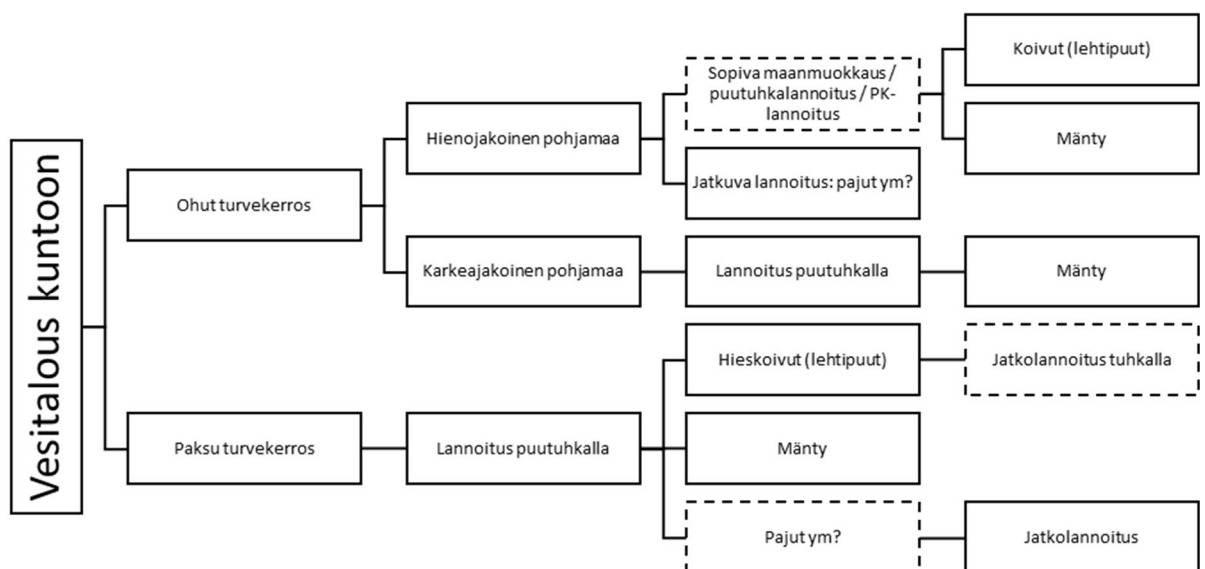 Vesitalous kuntoon
Ohut turvekerros
Hienojakoinen pohjamaa
Sopiva maanmuokkaus /
puutuhkalannoitus / PK-
lannoitus
Koivut (lehtipuut)
Mänty
Jatkuva lannoitus: pajut ym?
Karkeajakoinen pohjamaa
Lannoitus puutuhkalla
Mänty
Paksu turvekerros
Lannoitus puutuhkalla
Hieskoivut (lehtipuut)
Jatkolannoitus tuhkalla
Mänty
Pajut ym?
Jatkolannoitus